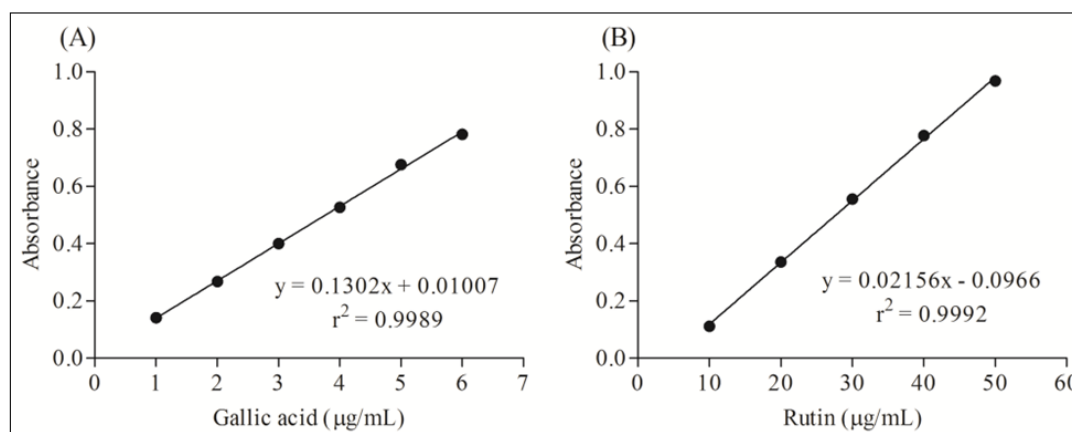 (A)
1.0
0.8
0.6
0.4
0.2
0.0
Absorbance
y = 0.1302x + 0.01007
r² = 0.9989
0 1 2 3 4 5 6 7
Gallic acid (μg/mL)
(B)
1.0
0.8
0.6
0.4
0.2
0.0
Absorbance
y = 0.02156x - 0.0966
r² = 0.9992
0 10 20 30 40 50 60
Rutin (μg/mL)